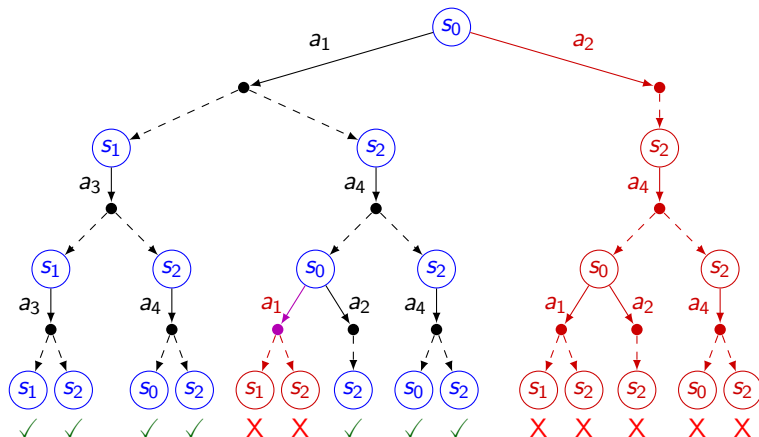 s0
a1 a2
s1 s2 s2
a3 a4 a4
s1 s2 s0 s2 s0 s2
a3 a4 a1 a2 a4 a1 a2 a4
s1 s2 s0 s2 s1 s2 s2 s0 s2 s1 s2 s2 s0 s2
✓ ✓ ✓ ✓ X X ✓ ✓ ✓ X X X X X